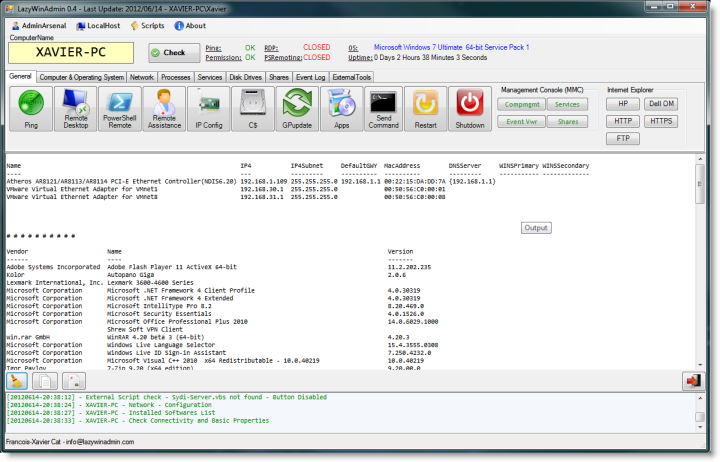 LazyWinAdmin 0.4 - Last Update: 2012/06/14 - XAVIER-PC\Xavier
AdminArsenal LocalHost Scripts About
ComputerName
XAVIER-PC
Check
Ping: OK RDP: CLOSED OS: Microsoft Windows 7 Ultimate 64-bit Service Pack 1
Permission: OK PSRemoting: CLOSED Uptime: 0 Days 2 Hours 38 Minutes 3 Seconds
General Computer & Operating System Network Processes Services Disk Drives Shares Event Log ExternalTools
Ping
Remote Desktop
PowerShell Remote
Remote Assistance
IP Config
C$
GPupdate
Apps
Send Command
Restart
Shutdown
Management Console (MMC)
Compmgmt Services
Event Vwr Shares
Internet Explorer
HP Dell OM
HTTP HTTPS
FTP
Name IP4 IP4Subnet DefaultGWY MacAddress DNSServer WINSPrimary WINSSecondary
---- --- --------- ---------- ---------- --------- ----------- -------------
Atheros AR8121/AR8113/AR8114 PCI-E Ethernet Controller(NDIS6.20) 192.168.1.109 255.255.255.0 192.168.1.1 00:22:15:DA:DD:7A {192.168.1.1}
VMware Virtual Ethernet Adapter for VMnet1 192.168.30.1 255.255.255.0 00:50:56:C0:00:01
VMware Virtual Ethernet Adapter for VMnet8 192.168.31.1 255.255.255.0 00:50:56:C0:00:08
Output
# # # # # # # # # #
Vendor Name Version
------ ---- -------
Adobe Systems Incorporated Adobe Flash Player 11 ActiveX 64-bit 11.2.202.235
Kolor Autopano Giga 2.0.6
Lexmark International, Inc. Lexmark 3600-4600 Series
Microsoft Corporation Microsoft .NET Framework 4 Client Profile 4.0.30319
Microsoft Corporation Microsoft .NET Framework 4 Extended 4.0.30319
Microsoft Corporation Microsoft IntelliType Pro 8.2 8.20.469.0
Microsoft Corporation Microsoft Security Essentials 4.0.1526.0
Microsoft Corporation Microsoft Office Professional Plus 2010 14.0.6029.1000
Shrew Soft VPN Client
win.rar GmbH WinRAR 4.20 beta 3 (64-bit) 4.20.3
Microsoft Corporation Windows Live Language Selector 15.4.3555.0308
Microsoft Corporation Windows Live ID Sign-in Assistant 7.250.4232.0
Microsoft Corporation Microsoft Visual C++ 2010 x64 Redistributable - 10.0.40219 10.0.40219
Igor Pavlov 7-Zip 9.20 (x64 edition) 9.20.00.0
[20120614-20:38:12] - External Script check - Sydi-Server.vbs not found - Button Disabled
[20120614-20:38:24] - XAVIER-PC - Network - Configuration
[20120614-20:38:27] - XAVIER-PC - Installed Softwares List
[20120614-20:38:33] - XAVIER-PC - Check Connectivity and Basic Properties
Francois-Xavier Cat - info@lazywinadmin.com